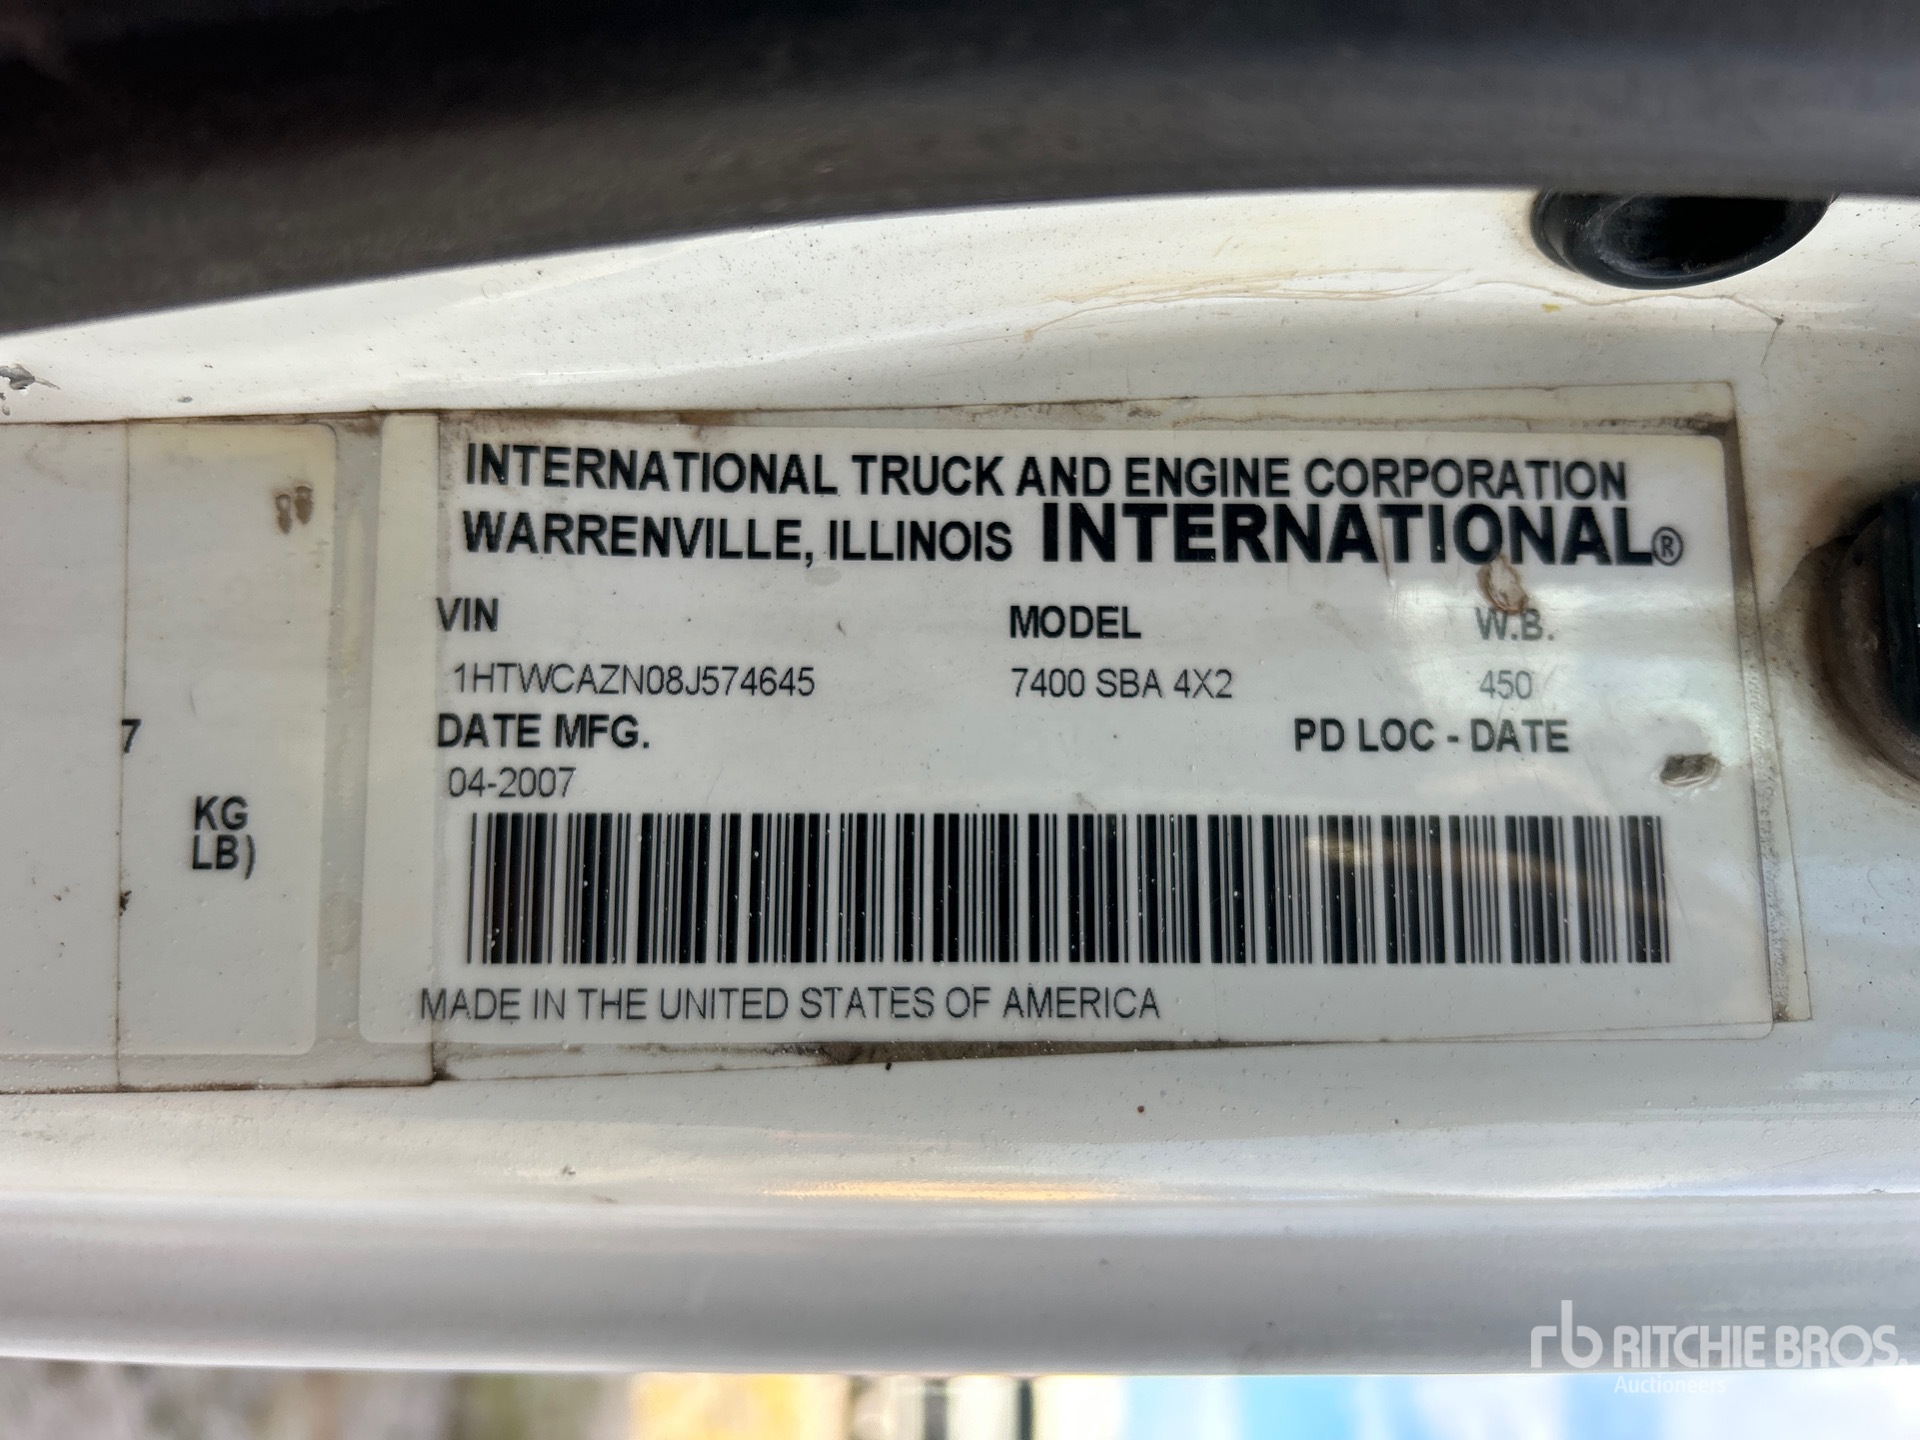 INTERNATIONAL TRUCK AND ENGINE CORPORATION
WARRENVILLE, ILLINOIS INTERNATIONAL®
VIN MODEL W.B.
1HTWCAZN08J574645 7400 SBA 4X2 450
DATE MFG. PD LOC - DATE
04-2007
MADE IN THE UNITED STATES OF AMERICA
7
KG
LB)
rb RITCHIE BROS.
Auctioneers